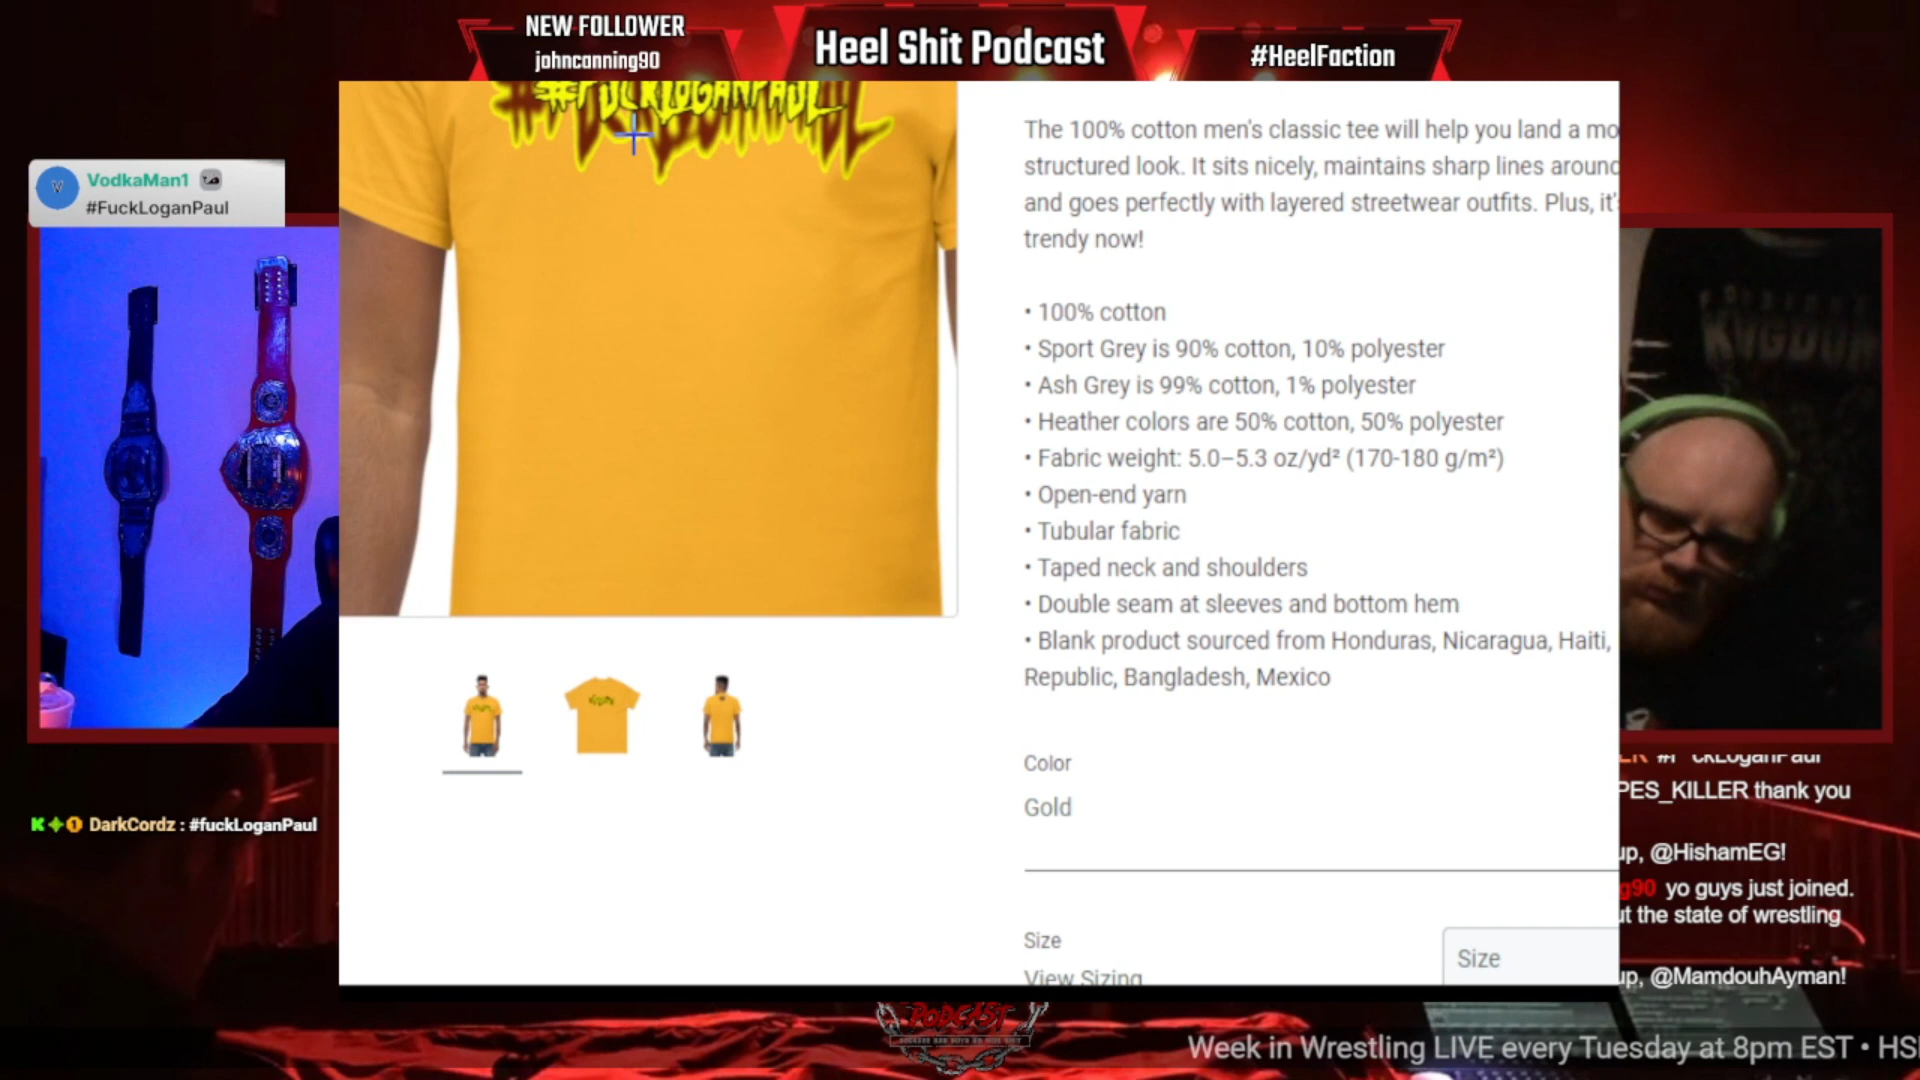 NEW FOLLOWER
johncanning90
Heel Shit Podcast
#HeelFaction
VodkaMan1
#FuckLoganPaul
#FUCKLOGANPAUL
The 100% cotton men's classic tee will help you land a mo
structured look. It sits nicely, maintains sharp lines around
and goes perfectly with layered streetwear outfits. Plus, it's
trendy now!
• 100% cotton
• Sport Grey is 90% cotton, 10% polyester
• Ash Grey is 99% cotton, 1% polyester
• Heather colors are 50% cotton, 50% polyester
• Fabric weight: 5.0–5.3 oz/yd² (170-180 g/m²)
• Open-end yarn
• Tubular fabric
• Taped neck and shoulders
• Double seam at sleeves and bottom hem
• Blank product sourced from Honduras, Nicaragua, Haiti,
Republic, Bangladesh, Mexico
Color
Gold
Size
View Sizing
Size
DarkCordz : #fuckLoganPaul
PES_KILLER thank you
up, @HishamEG!
g90 yo guys just joined.
ut the state of wrestling
up, @MamdouhAyman!
PODCAST
Week in Wrestling LIVE every Tuesday at 8pm EST • HS